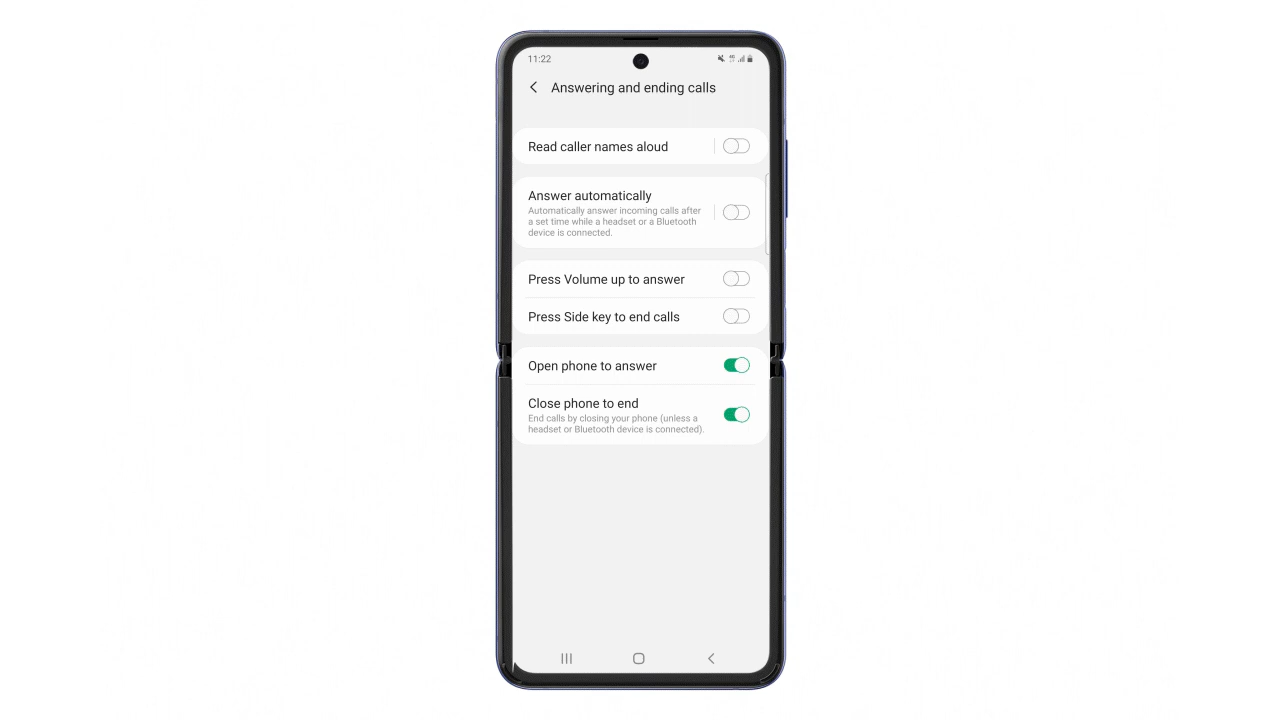 11:22
Answering and ending calls
Read caller names aloud
Answer automatically
Automatically answer incoming calls after
a set time while a headset or a Bluetooth
device is connected.
Press Volume up to answer
Press Side key to end calls
Open phone to answer
Close phone to end
End calls by closing your phone (unless a
headset or Bluetooth device is connected).